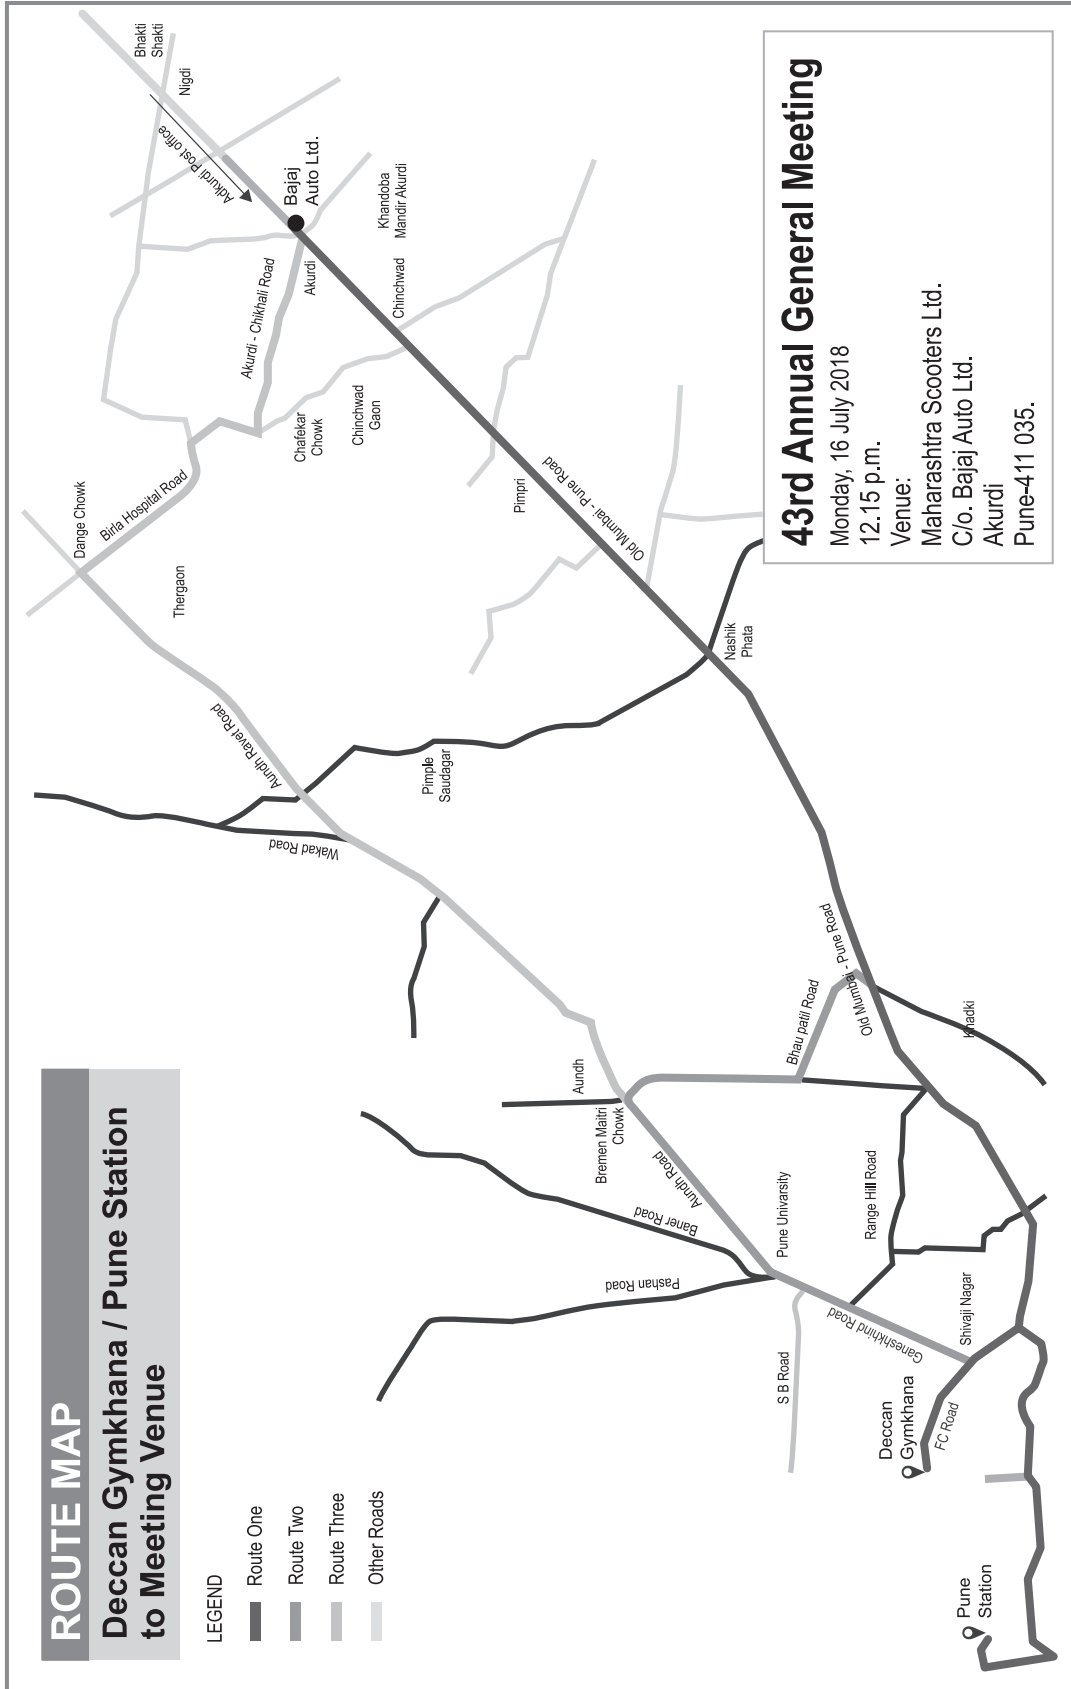 ROUTE MAP
Deccan Gymkhana / Pune Station
to Meeting Venue
LEGEND
Route One
Route Two
Route Three
Other Roads
Dange Chowk
Birla Hospital Road
Thergaon
Aundh Ravet Road
Wakad Road
Bhakti
Shakti
Nigdi
Adkurdi Post office
Bajaj
Auto Ltd.
Akurdi
Akurdi - Chikhali Road
Khandoba
Mandir Akurdi
Chinchwad
Chafekar
Chowk
Chinchwad
Gaon
Pimpri
Old Mumbai - Pune Road
Nashik
Phata
Pimple
Saudagar
Old Mumbai - Pune Road
Bhau patil Road
Khadki
Aundh
Bremen Maitri
Chowk
Aundh Road
Baner Road
Pashan Road
Pune University
Range Hill Road
Ganeshkhind Road
Shivaji Nagar
S B Road
Deccan
Gymkhana
FC Road
Pune
Station
43rd Annual General Meeting
Monday, 16 July 2018
12.15 p.m.
Venue:
Maharashtra Scooters Ltd.
C/o. Bajaj Auto Ltd.
Akurdi
Pune-411 035.